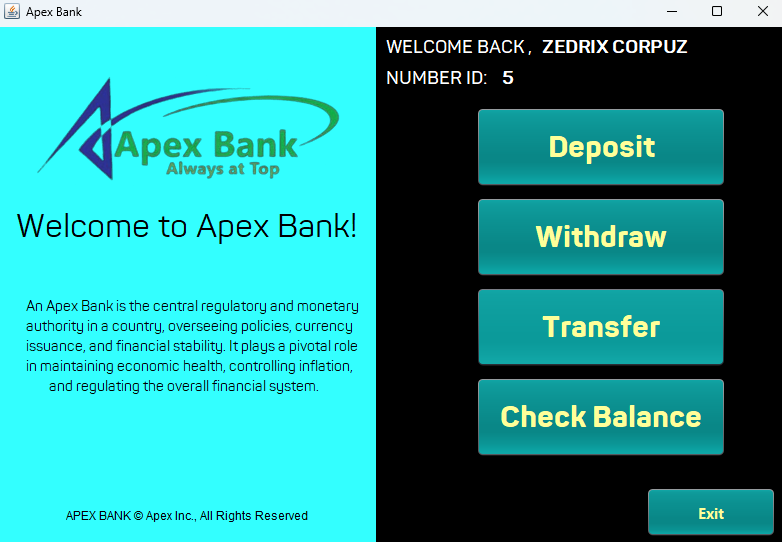 Apex Bank
Apex Bank
Always at Top
Welcome to Apex Bank!
An Apex Bank is the central regulatory and monetary
authority in a country, overseeing policies, currency
issuance, and financial stability. It plays a pivotal role
in maintaining economic health, controlling inflation,
and regulating the overall financial system.
APEX BANK © Apex Inc., All Rights Reserved
WELCOME BACK , ZEDRIX CORPUZ
NUMBER ID: 5
Deposit
Withdraw
Transfer
Check Balance
Exit